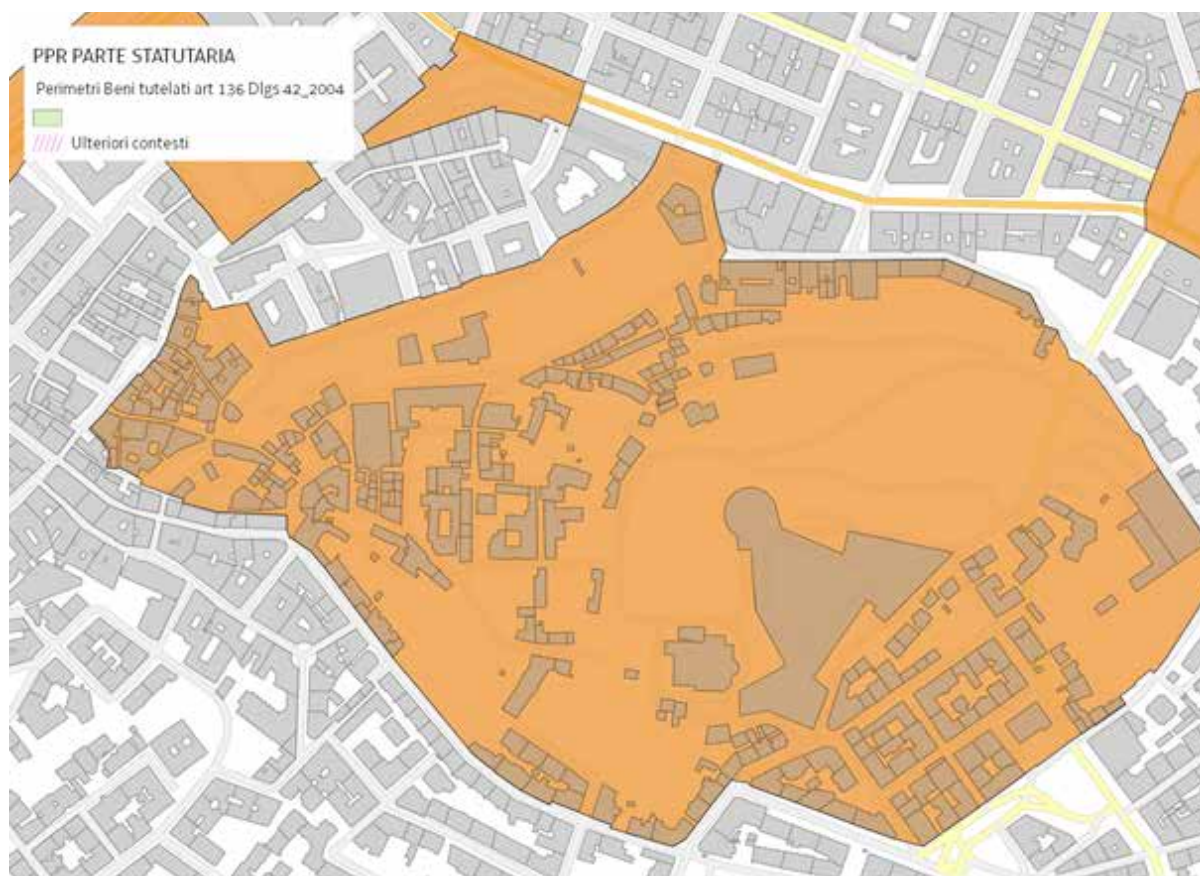 PPR PARTE STATUTARIA
Perimetri Beni tutelati art 136 Dlgs 42_2004
Ulteriori contesti